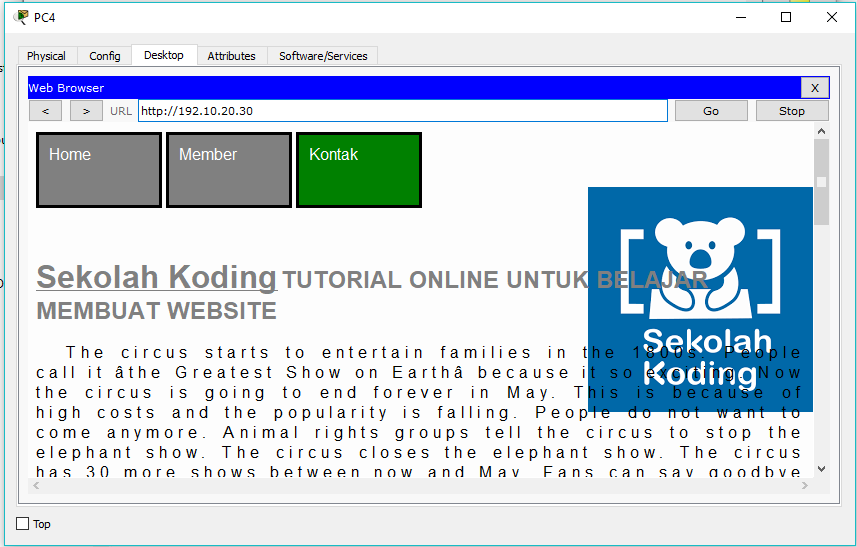 PC4
Physical Config Desktop Attributes Software/Services
Web Browser X
< > URL http://192.10.20.30 Go Stop
Home Member Kontak
Sekolah Koding TUTORIAL ONLINE UNTUK BELAJAR
MEMBUAT WEBSITE
Sekolah
Koding
The circus starts to entertain families in the 1800s. People
call it âthe Greatest Show on Earthâ because it so exciting. Now
the circus is going to end forever in May. This is because of
high costs and the popularity is falling. People do not want to
come anymore. Animal rights groups tell the circus to stop the
elephant show. The circus closes the elephant show. The circus
has 30 more shows between now and May. Fans can say goodbye
Top